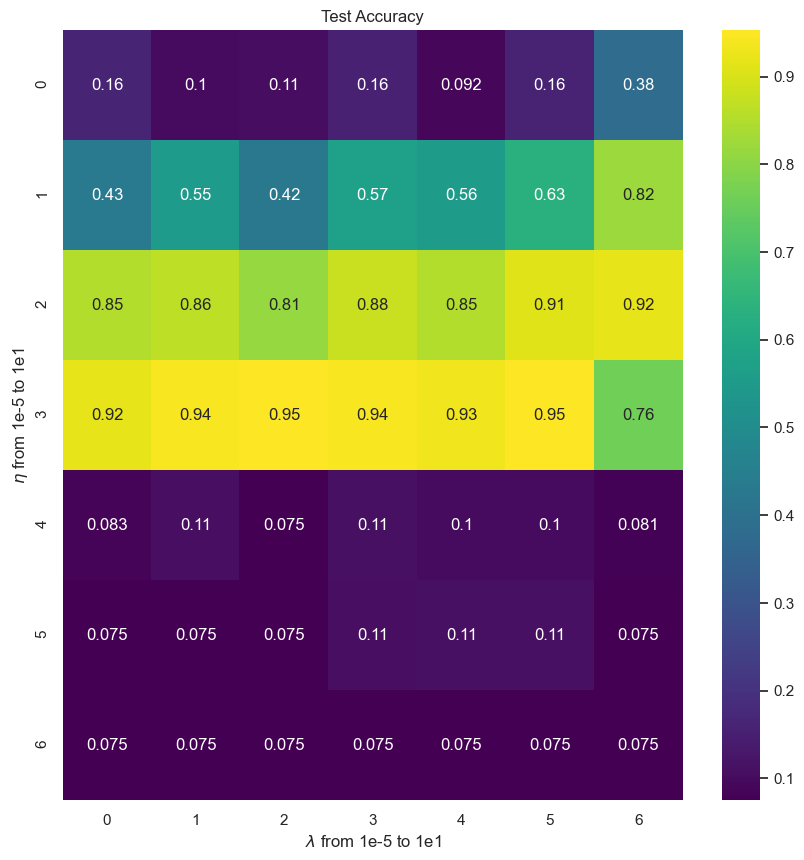 Test Accuracy
0 0.16 0.1 0.11 0.16 0.092 0.16 0.38
1 0.43 0.55 0.42 0.57 0.56 0.63 0.82
2 0.85 0.86 0.81 0.88 0.85 0.91 0.92
3 0.92 0.94 0.95 0.94 0.93 0.95 0.76
4 0.083 0.11 0.075 0.11 0.1 0.1 0.081
5 0.075 0.075 0.075 0.11 0.11 0.11 0.075
6 0.075 0.075 0.075 0.075 0.075 0.075 0.075
0 1 2 3 4 5 6
λ from 1e-5 to 1e1
η from 1e-5 to 1e1
0.9
0.8
0.7
0.6
0.5
0.4
0.3
0.2
0.1